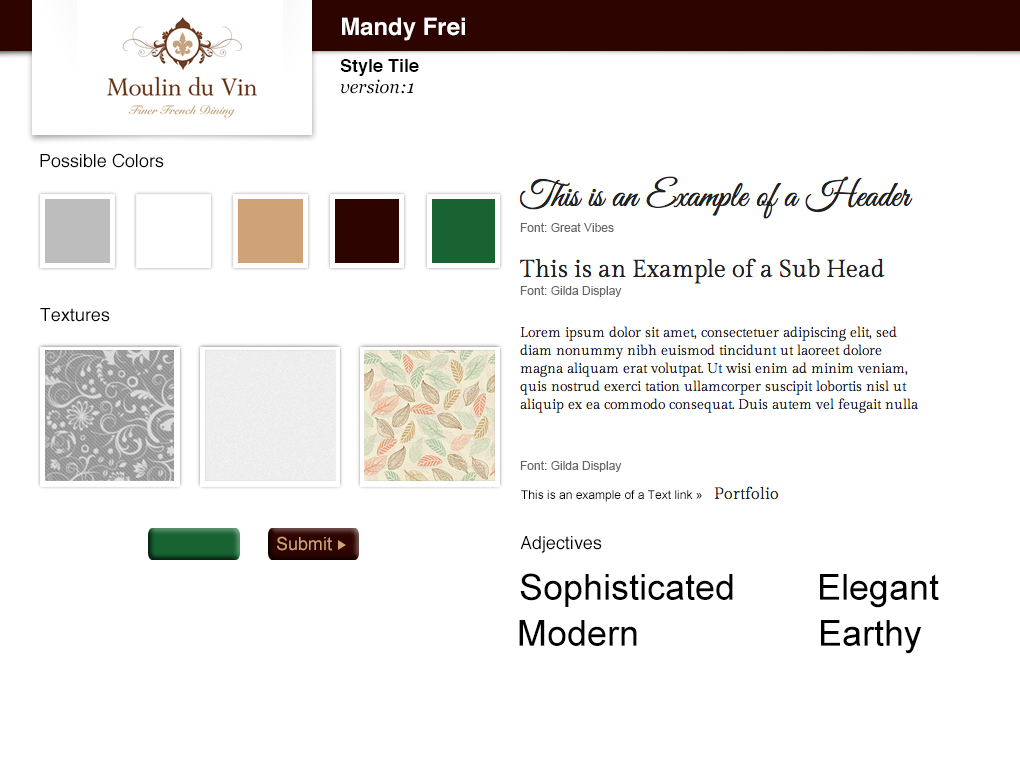 Mandy Frei
Moulin du Vin
Finer French Dining
Style Tile
version:1
Possible Colors
Textures
Submit
This is an Example of a Header
Font: Great Vibes
This is an Example of a Sub Head
Font: Gilda Display
Lorem ipsum dolor sit amet, consectetuer adipiscing elit, sed
diam nonummy nibh euismod tincidunt ut laoreet dolore
magna aliquam erat volutpat. Ut wisi enim ad minim veniam,
quis nostrud exerci tation ullamcorper suscipit lobortis nisl ut
aliquip ex ea commodo consequat. Duis autem vel feugait nulla
Font: Gilda Display
This is an example of a Text link » Portfolio
Adjectives
Sophisticated Elegant
Modern Earthy